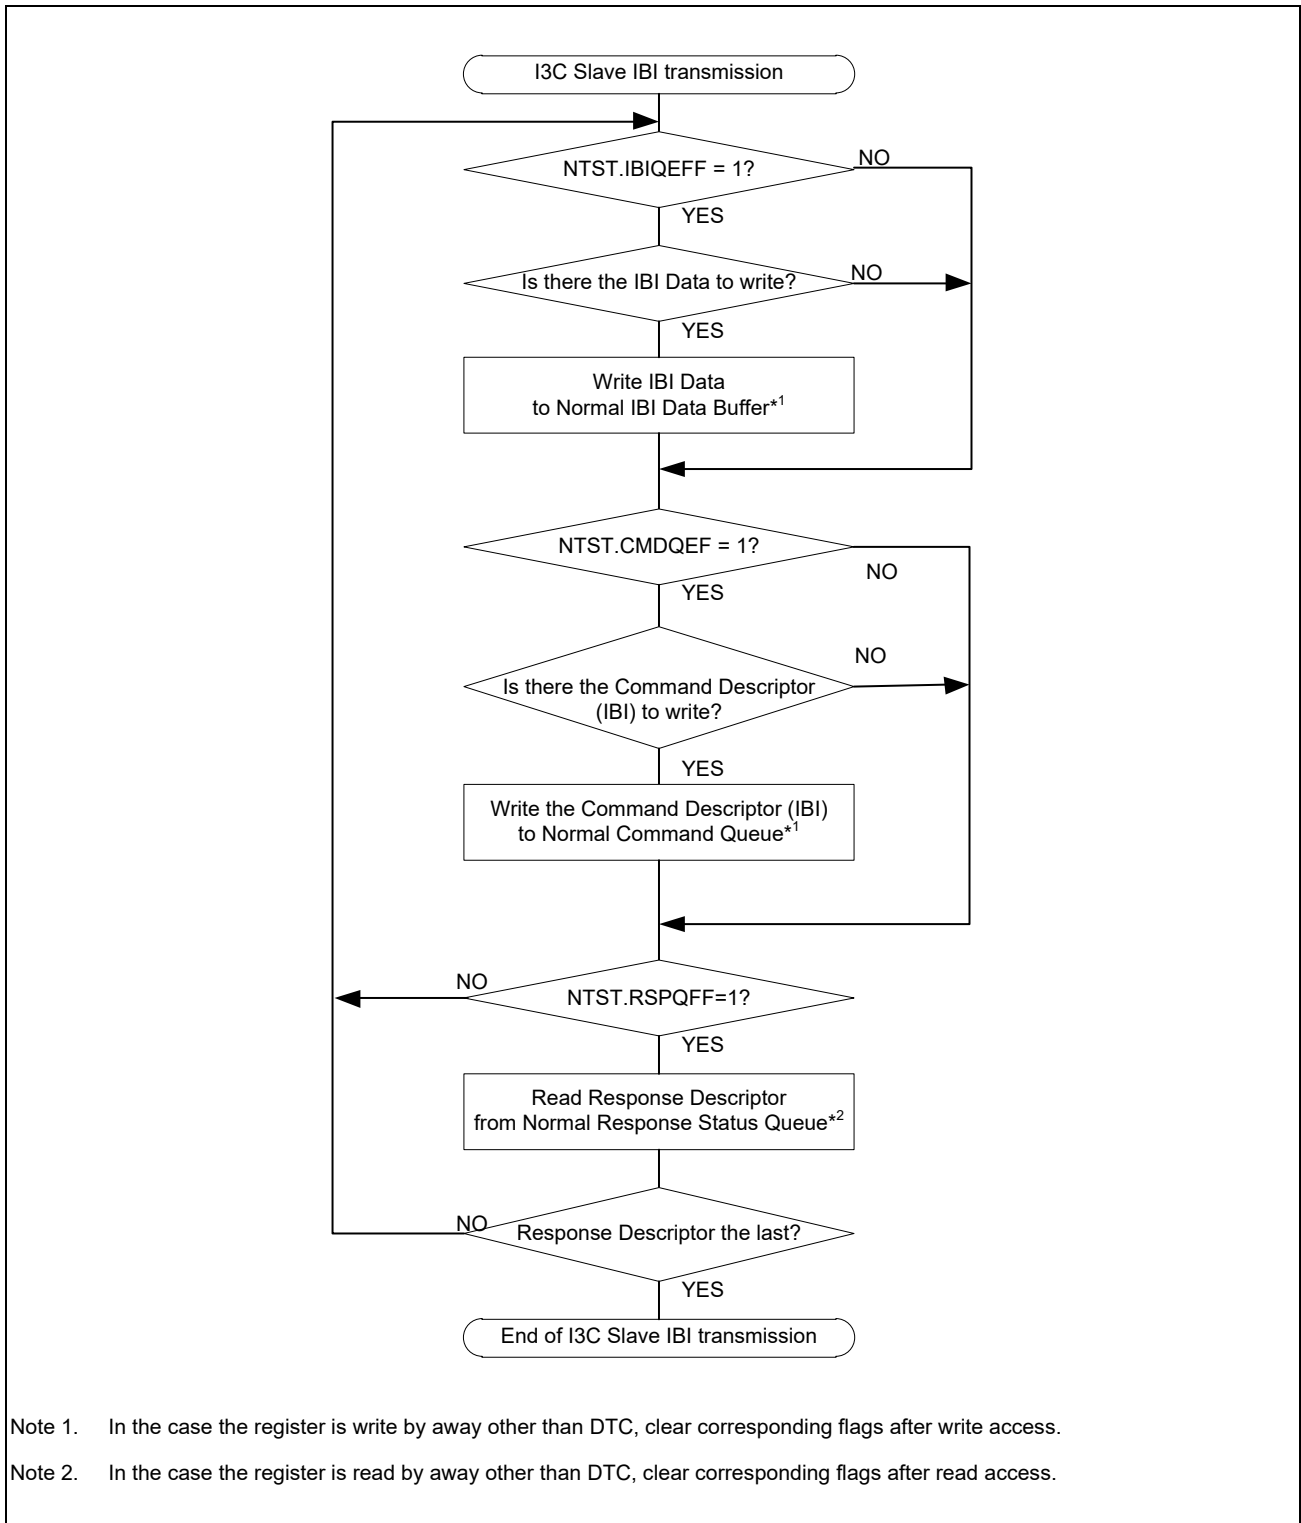 I3C Slave IBI transmission
NTST.IBIQEFF = 1?
NO
YES
Is there the IBI Data to write?
NO
YES
Write IBI Data
to Normal IBI Data Buffer*1
NTST.CMDQEF = 1?
NO
YES
NO
Is there the Command Descriptor
(IBI) to write?
YES
Write the Command Descriptor (IBI)
to Normal Command Queue*1
NO
NTST.RSPQFF=1?
YES
Read Response Descriptor
from Normal Response Status Queue*2
NO
Response Descriptor the last?
YES
End of I3C Slave IBI transmission
Note 1. In the case the register is write by away other than DTC, clear corresponding flags after write access.
Note 2. In the case the register is read by away other than DTC, clear corresponding flags after read access.